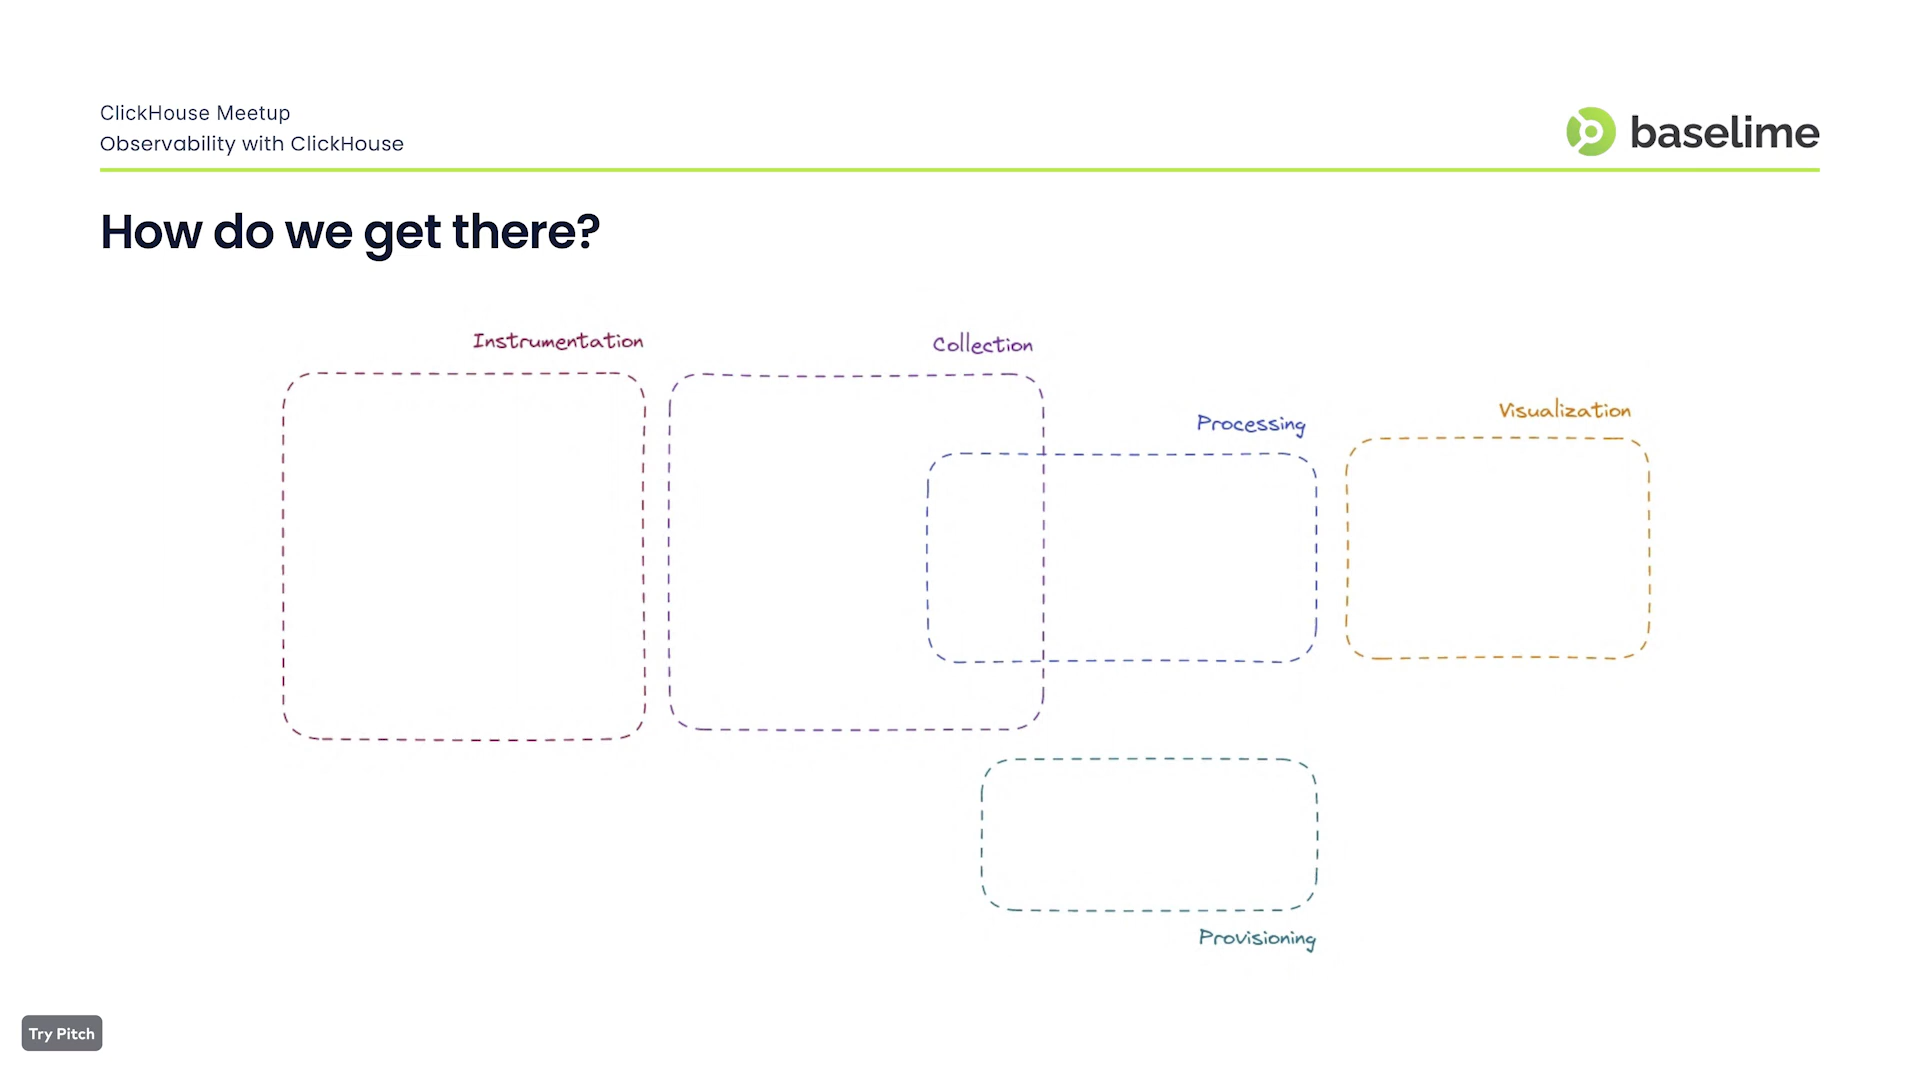 ClickHouse Meetup
Observability with ClickHouse
baselime
How do we get there?
Instrumentation
Collection
Processing
Visualization
Provisioning
Try Pitch